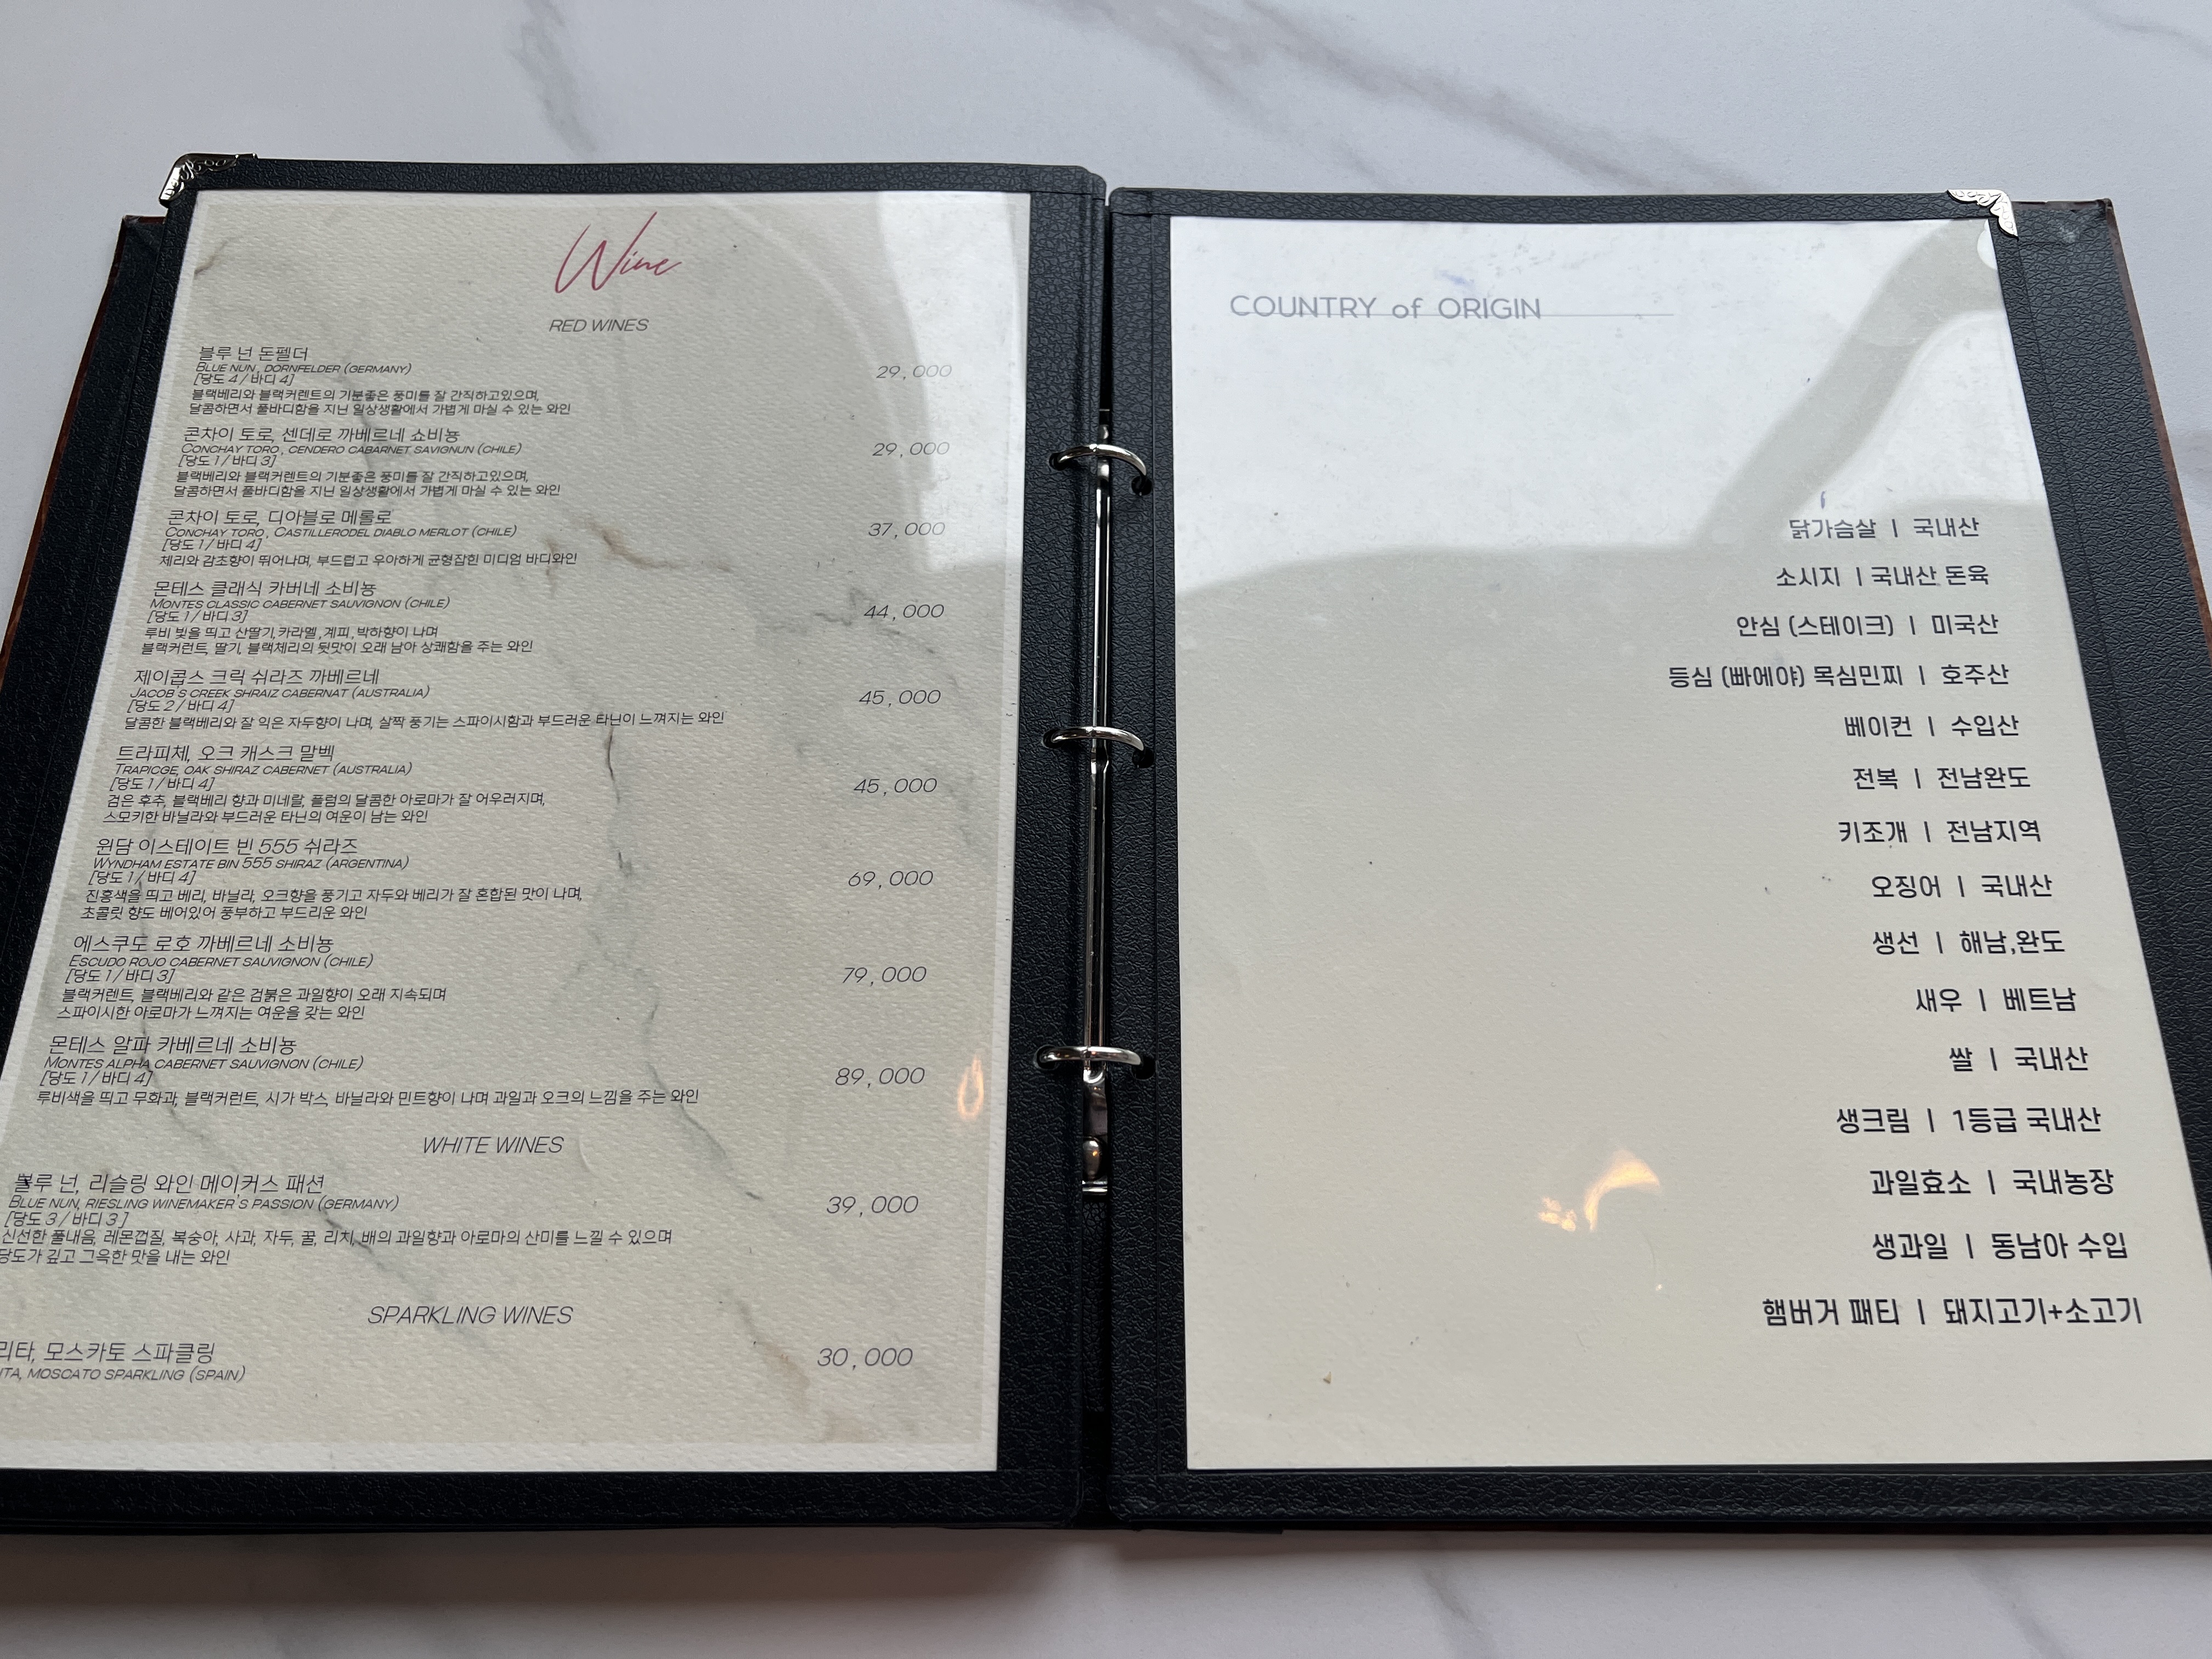 Wine
RED WINES
블루 넌 돈펠더
BLUE NUN, DORNFELDER (GERMANY)
29,000
[당도 4 / 바디 4]
블랙베리와 블랙커렌트의 기분좋은 풍미를 잘 간직하고있으며,
달콤하면서 풀바디함을 지닌 일상생활에서 가볍게 마실 수 있는 와인
콘차이 토로, 센데로 까베르네 쇼비뇽
CONCHAY TORO, CENDERO CABARNET SAVIGNUN (CHILE)
29,000
[당도 1 / 바디 3]
블랙베리와 블랙커렌트의 기분좋은 풍미를 잘 간직하고있으며,
달콤하면서 풀바디함을 지닌 일상생활에서 가볍게 마실 수 있는 와인
콘차이 토로, 디아블로 메를로
CONCHAY TORO, CASTILLERODEL DIABLO MERLOT (CHILE)
37,000
[당도 1 / 바디 4]
체리와 감초향이 뛰어나며, 부드럽고 우아하게 균형잡힌 미디엄 바디와인
몬테스 클래식 카버네 소비뇽
MONTES CLASSIC CABERNET SAUVIGNON (CHILE)
44,000
[당도 1 / 바디 3]
루비 빛을 띄고 산딸기,카라멜,계피,박하향이 나며
블랙커런트, 딸기, 블랙체리의 뒷맛이 오래 남아 상쾌함을 주는 와인
제이콥스 크릭 쉬라즈 까베르네
JACOB'S CREEK SHRAIZ CABERNAT (AUSTRALIA)
45,000
[당도 2 / 바디 4]
달콤한 블랙베리와 잘 익은 자두향이 나며, 살짝 풍기는 스파이시함과 부드러운 타닌이 느껴지는 와인
트라피체, 오크 캐스크 말벡
TRAPICGE, OAK SHIRAZ CABERNET (AUSTRALIA)
45,000
[당도 1 / 바디 4]
검은 후추, 블랙베리 향과 미네랄, 플럼의 달콤한 아로마가 잘 어우러지며,
스모키한 바닐라와 부드러운 타닌의 여운이 남는 와인
윈담 이스테이트 빈 555 쉬라즈
WYNDHAM ESTATE BIN 555 SHIRAZ (ARGENTINA)
69,000
[당도 1 / 바디 4]
진홍색을 띄고 베리, 바닐라, 오크향을 풍기고 자두와 베리가 잘 혼합된 맛이 나며,
초콜릿 향도 베어있어 풍부하고 부드리운 와인
에스쿠도 로호 까베르네 소비뇽
ESCUDO ROJO CABERNET SAUVIGNON (CHILE)
79,000
[당도 1 / 바디 3]
블랙커렌트, 블랙베리와 같은 검붉은 과일향이 오래 지속되며
스파이시한 아로마가 느껴지는 여운을 갖는 와인
몬테스 알파 카베르네 소비뇽
MONTES ALPHA CABERNET SAUVIGNON (CHILE)
89,000
[당도 1 / 바디 4]
루비색을 띄고 무화과, 블랙커런트, 시가 박스, 바닐라와 민트향이 나며 과일과 오크의 느낌을 주는 와인
WHITE WINES
블루 넌, 리슬링 와인 메이커스 패션
BLUE NUN, RIESLING WINEMAKER'S PASSION (GERMANY)
39,000
[당도 3 / 바디 3 ]
신선한 풀내음, 레몬껍질, 복숭아, 사과, 자두, 꿀, 리치, 배의 과일향과 아로마의 산미를 느낄 수 있으며
당도가 깊고 그윽한 맛을 내는 와인
SPARKLING WINES
리타, 모스카토 스파클링
30,000
ITA, MOSCATO SPARKLING (SPAIN)
COUNTRY of ORIGIN
닭가슴살 | 국내산
소시지 | 국내산 돈육
안심 (스테이크) | 미국산
등심 (빠에야) 목심민찌 | 호주산
베이컨 | 수입산
전복 | 전남완도
키조개 | 전남지역
오징어 | 국내산
생선 | 해남,완도
새우 | 베트남
쌀 | 국내산
생크림 | 1등급 국내산
과일효소 | 국내농장
생과일 | 동남아 수입
햄버거 패티 | 돼지고기+소고기